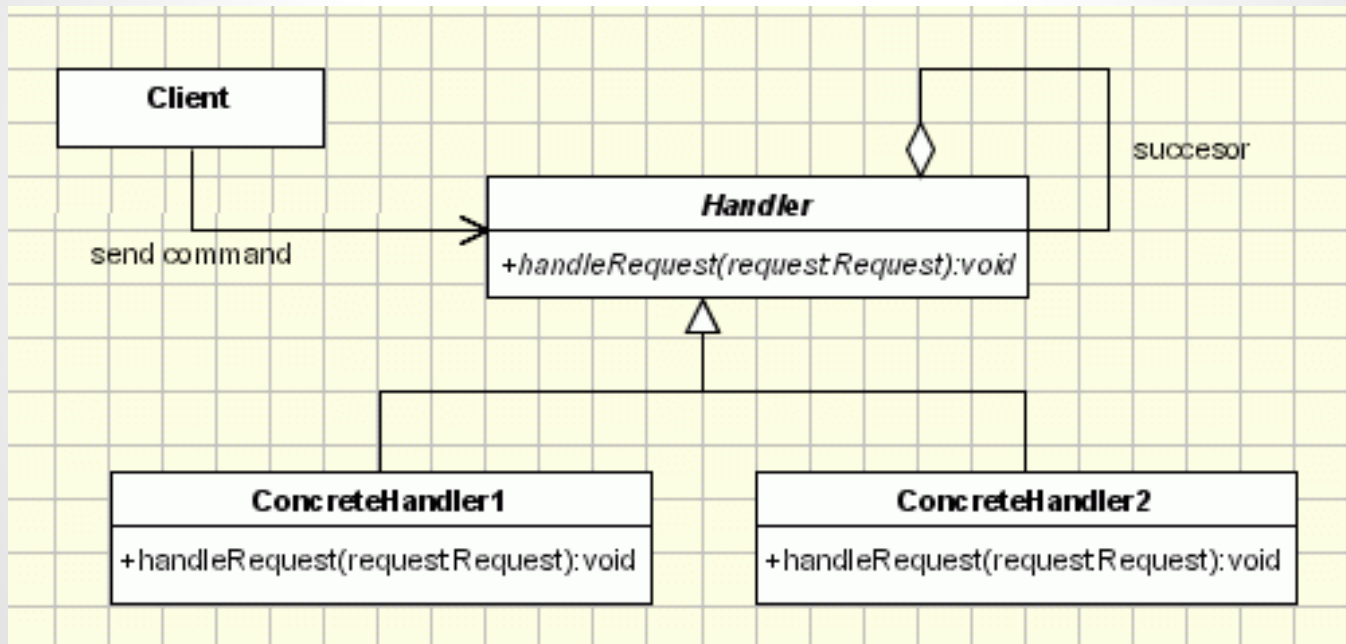 Client
succesor
Handler
send command
+handleRequest(request:Request):void
ConcreteHandler1
ConcreteHandler2
+handleRequest(request:Request):void
+handleRequest(request:Request):void